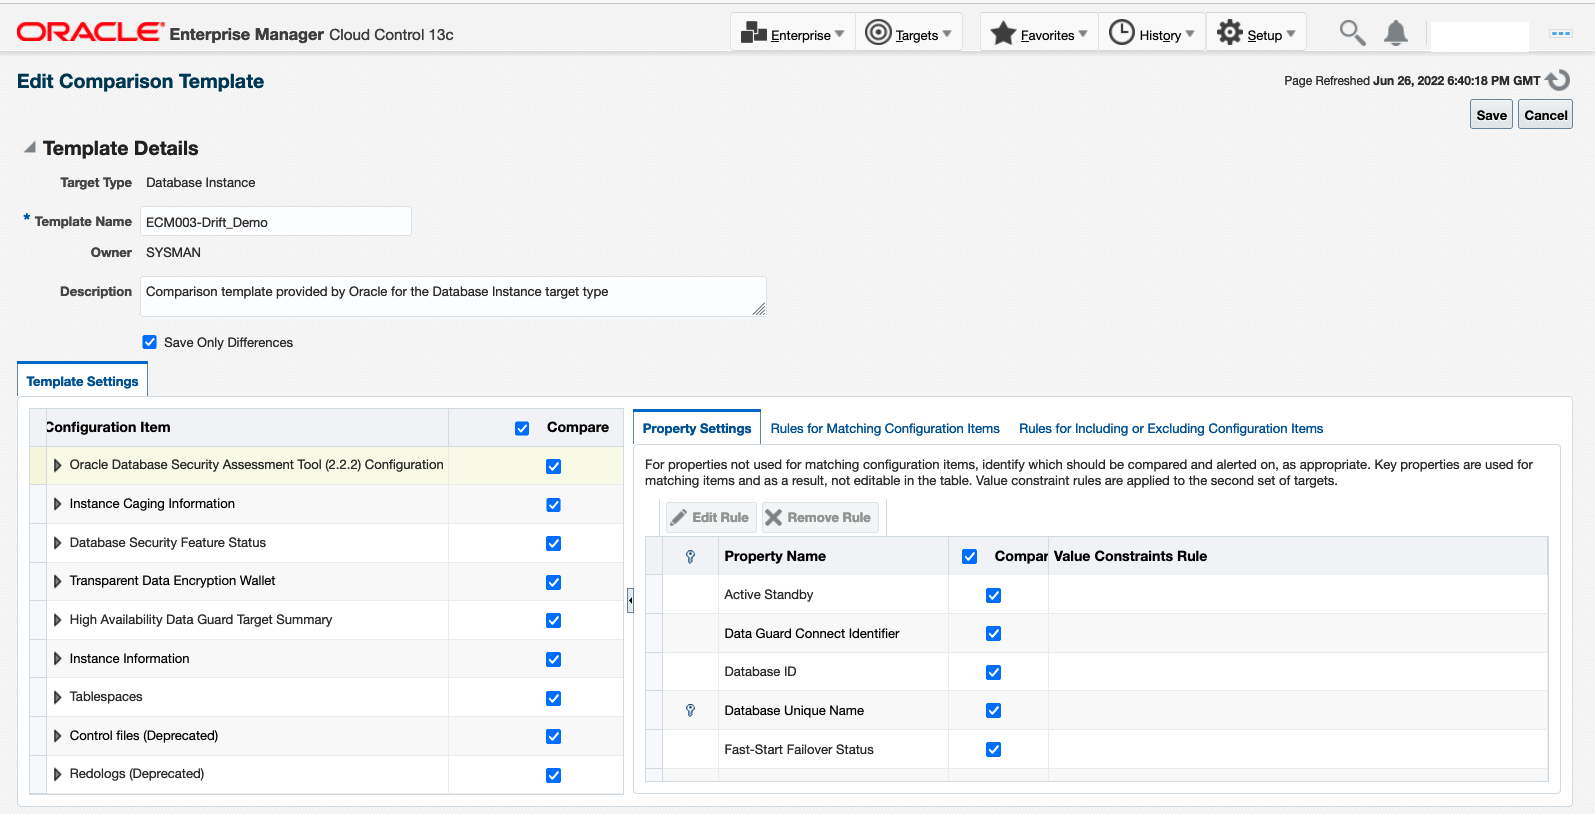 ORACLE® Enterprise Manager Cloud Control 13c
Enterprise Targets Favorites History Setup
Edit Comparison Template
Page Refreshed Jun 26, 2022 6:40:18 PM GMT
Save Cancel
Template Details
Target Type Database Instance
* Template Name ECM003-Drift_Demo
Owner SYSMAN
Description Comparison template provided by Oracle for the Database Instance target type
Save Only Differences
Template Settings
Configuration Item Compare
Oracle Database Security Assessment Tool (2.2.2) Configuration
Instance Caging Information
Database Security Feature Status
Transparent Data Encryption Wallet
High Availability Data Guard Target Summary
Instance Information
Tablespaces
Control files (Deprecated)
Redologs (Deprecated)
Property Settings Rules for Matching Configuration Items Rules for Including or Excluding Configuration Items
For properties not used for matching configuration items, identify which should be compared and alerted on, as appropriate. Key properties are used for
matching items and as a result, not editable in the table. Value constraint rules are applied to the second set of targets.
Edit Rule Remove Rule
Property Name Compar Value Constraints Rule
Active Standby
Data Guard Connect Identifier
Database ID
Database Unique Name
Fast-Start Failover Status